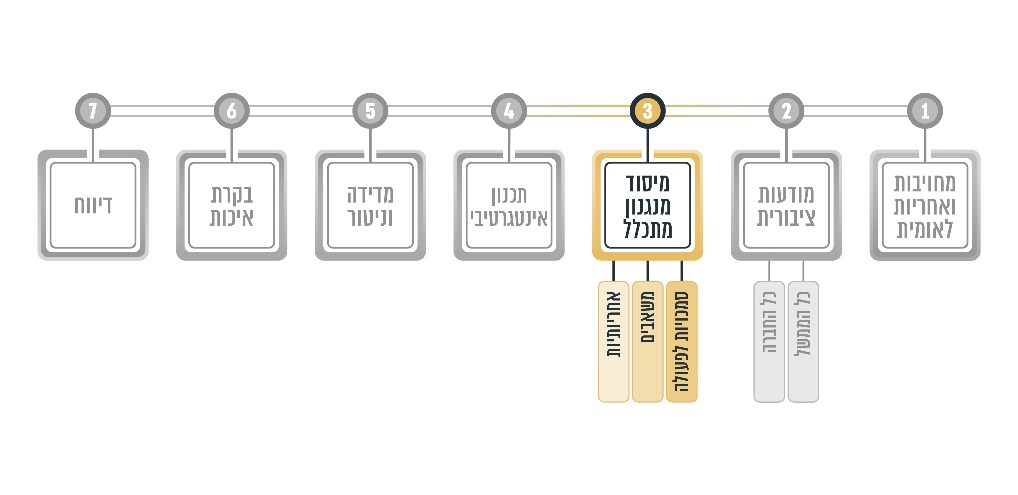 1
מחויבות
ואחריות
לאומית
2
מודעות
ציבורית
כל הממשל
כל החברה
3
מיסוד
מנגנון
מתכלל
סמכויות לפעולה
משאבים
אחריותיות
4
תכנון
אינטגרטיבי
5
מדידה
וניטור
6
בקרת
איכות
7
דיווח